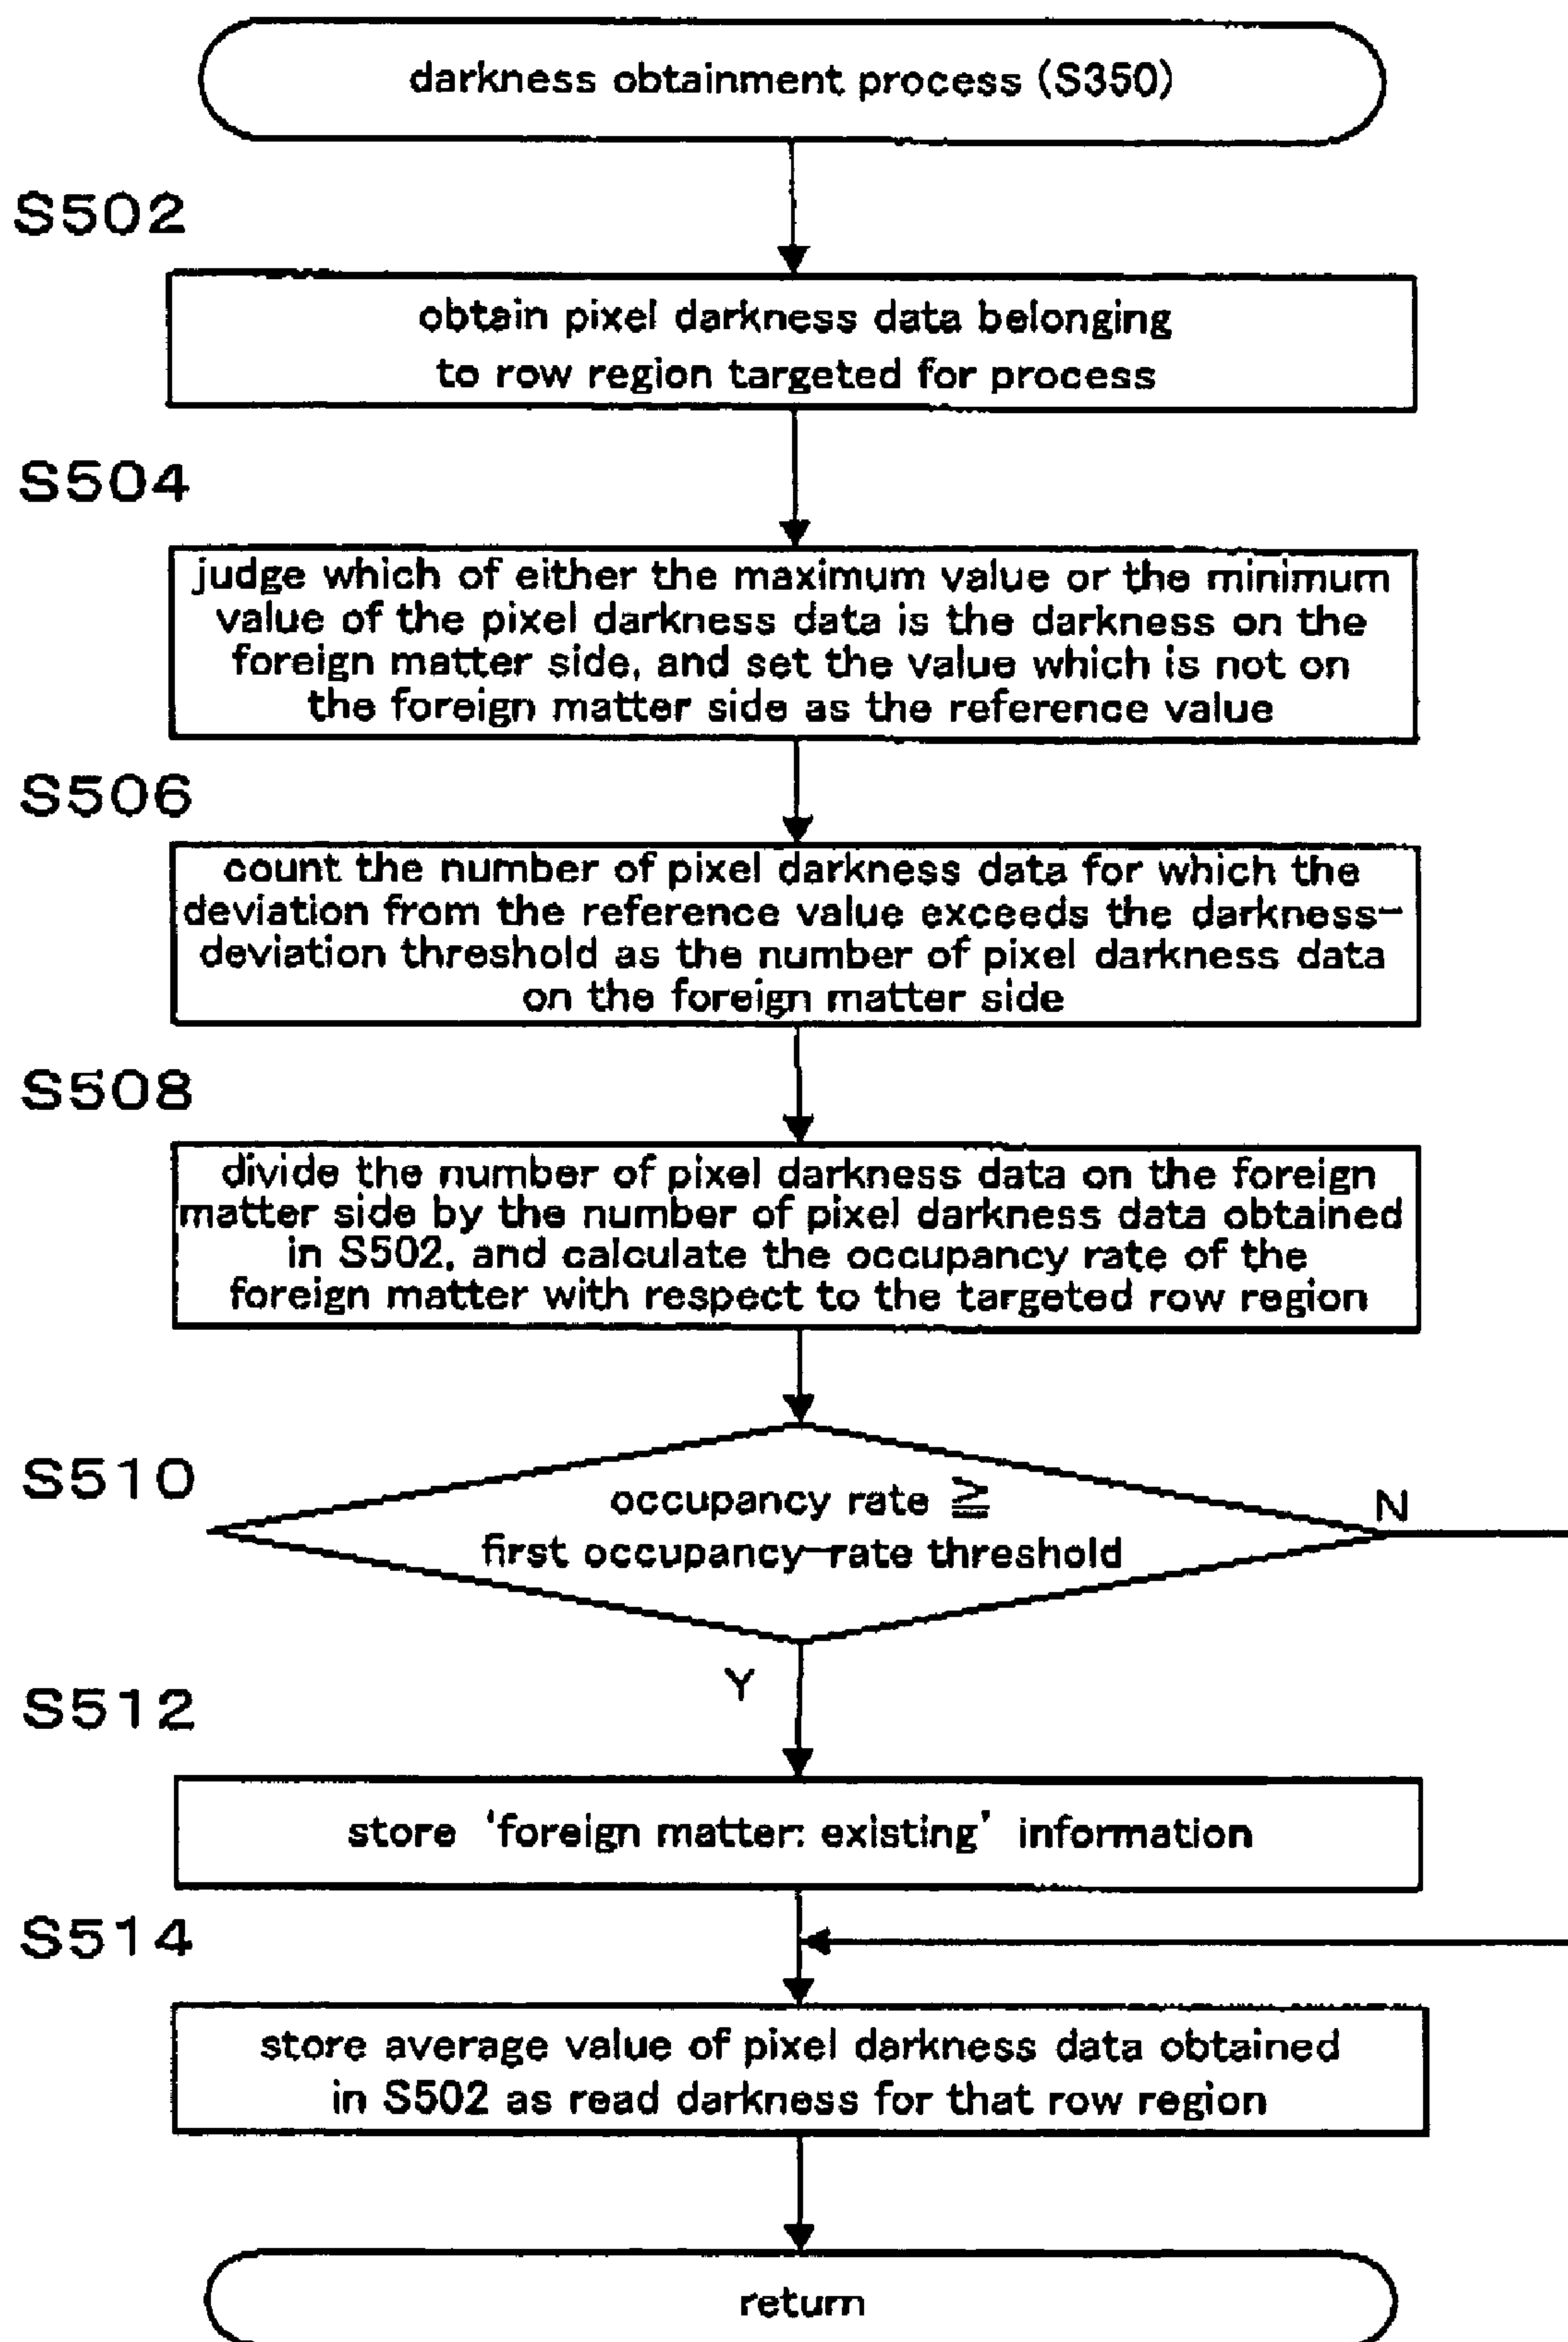 darkness obtainment process (S350)
S502
obtain pixel darkness data belonging
to row region targeted for process
S504
judge which of either the maximum value or the minimum
value of the pixel darkness data is the darkness on the
foreign matter side, and set the value which is not on
the foreign matter side as the reference value
S506
count the number of pixel darkness data for which the
deviation from the reference value exceeds the darkness-
deviation threshold as the number of pixel darkness data
on the foreign matter side
S508
divide the number of pixel darkness data on the foreign
matter side by the number of pixel darkness data obtained
in S502, and calculate the occupancy rate of the
foreign matter with respect to the targeted row region
S510
occupancy rate ≧
first occupancy-rate threshold
N
Y
S512
store 'foreign matter: existing' information
S514
store average value of pixel darkness data obtained
in S502 as read darkness for that row region
return